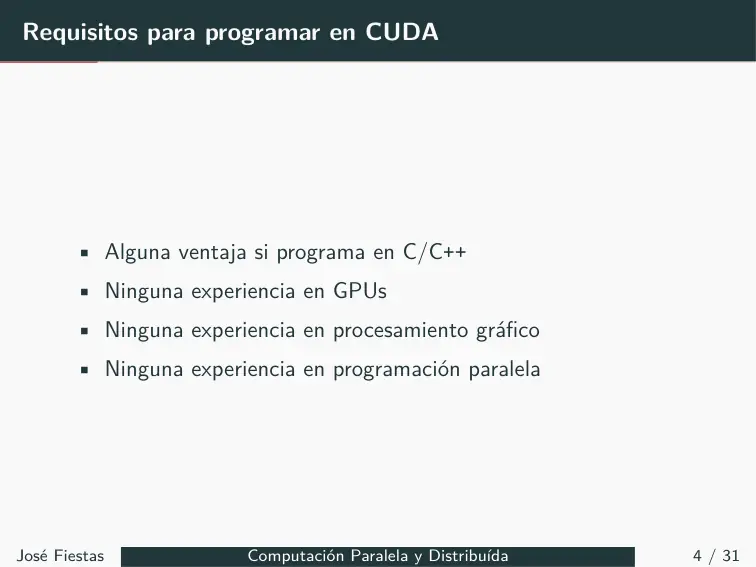 Requisitos para programar en CUDA
Alguna ventaja si programa en C/C++
Ninguna experiencia en GPUs
Ninguna experiencia en procesamiento gráfico
Ninguna experiencia en programación paralela
José Fiestas
Computación Paralela y Distribuída
4 / 31